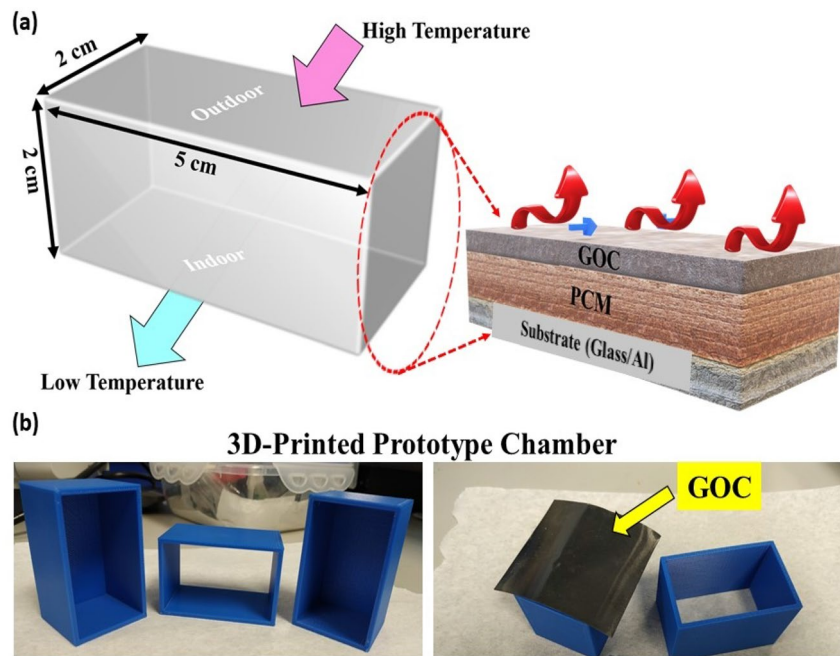 (a)
High Temperature
2 cm
Outdoor
2 cm
5 cm
Indoor
Low Temperature
GOC
PCM
Substrate (Glass/Al)
(b)
3D-Printed Prototype Chamber
GOC